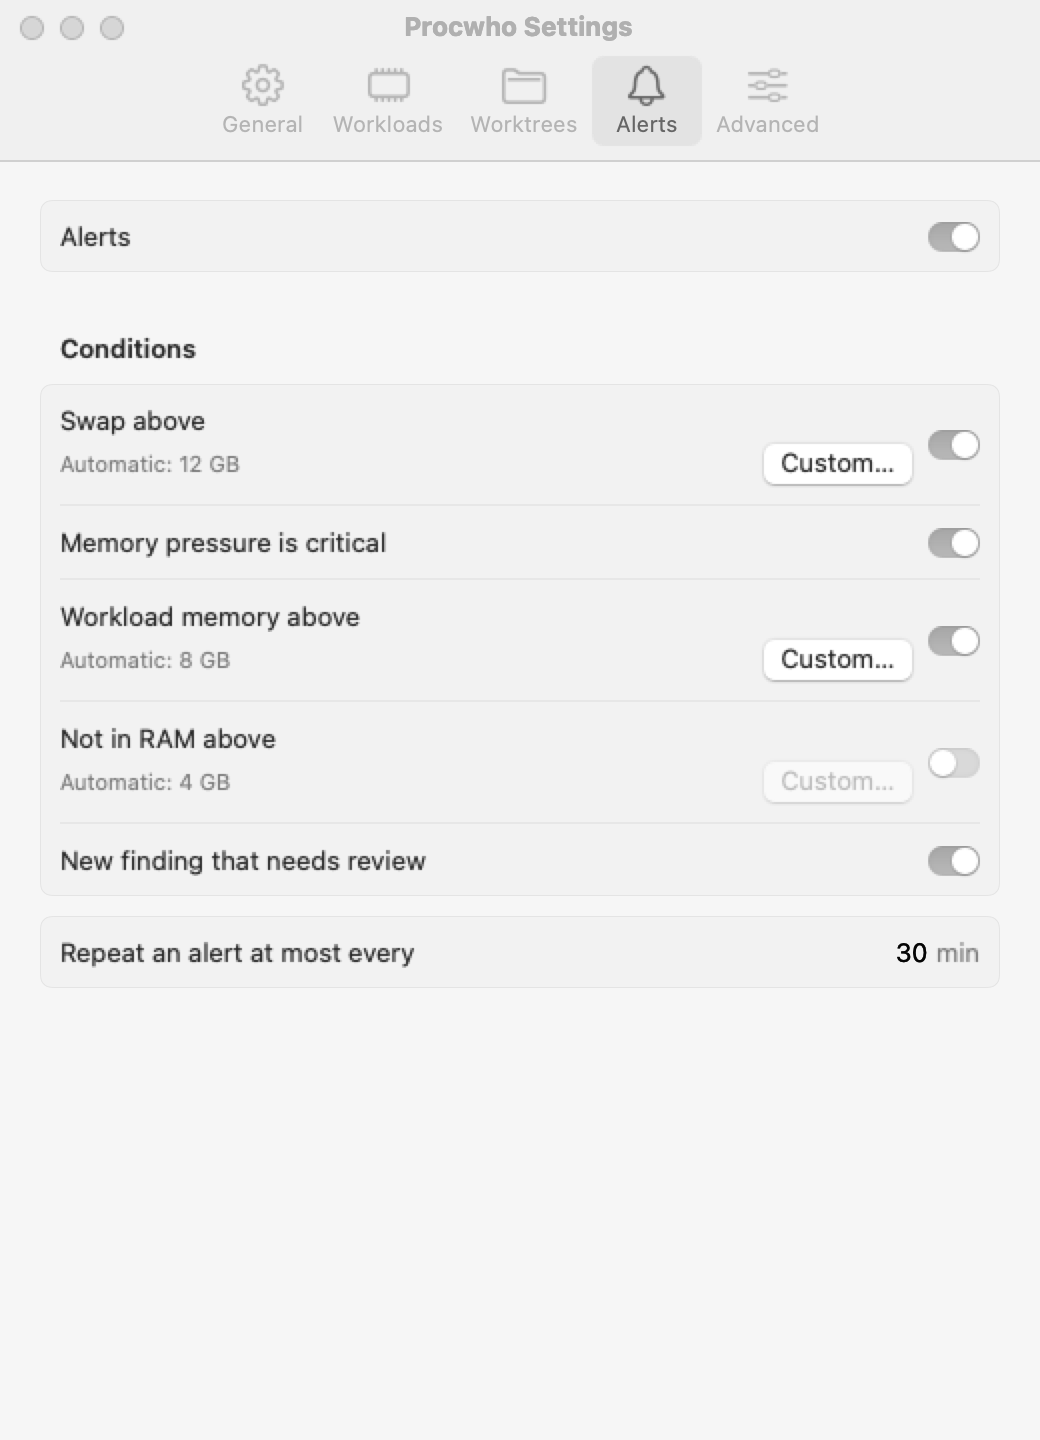 Procwho Settings
General
Workloads
Worktrees
Alerts
Advanced
Alerts
Conditions
Swap above
Automatic: 12 GB
Custom...
Memory pressure is critical
Workload memory above
Automatic: 8 GB
Custom...
Not in RAM above
Automatic: 4 GB
Custom...
New finding that needs review
Repeat an alert at most every
30 min